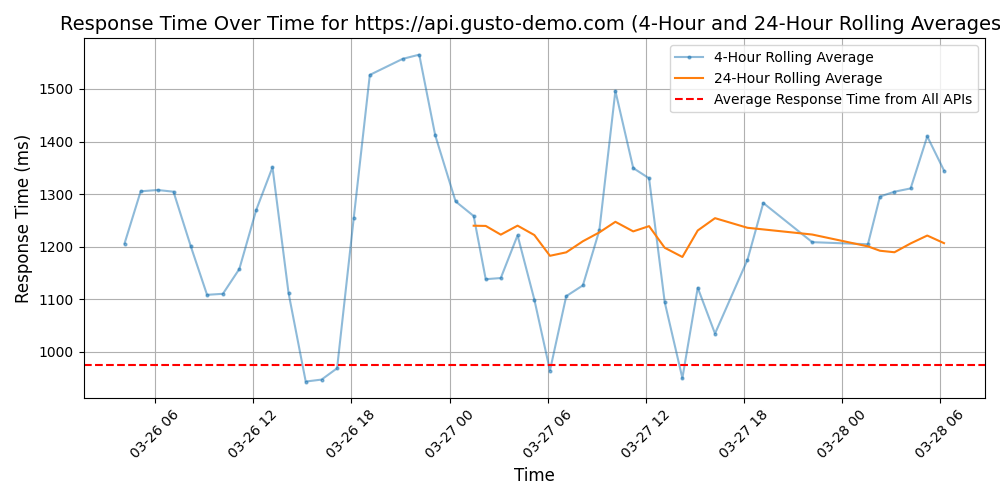 Response Time Over Time for https://api.gusto-demo.com (4-Hour and 24-Hour Rolling Averages
4-Hour Rolling Average
24-Hour Rolling Average
Average Response Time from All APIs
Response Time (ms)
1500
1400
1300
1200
1100
1000
03-26 06
03-26 12
03-26 18
03-27 00
03-27 06
03-27 12
03-27 18
03-28 00
03-28 06
Time